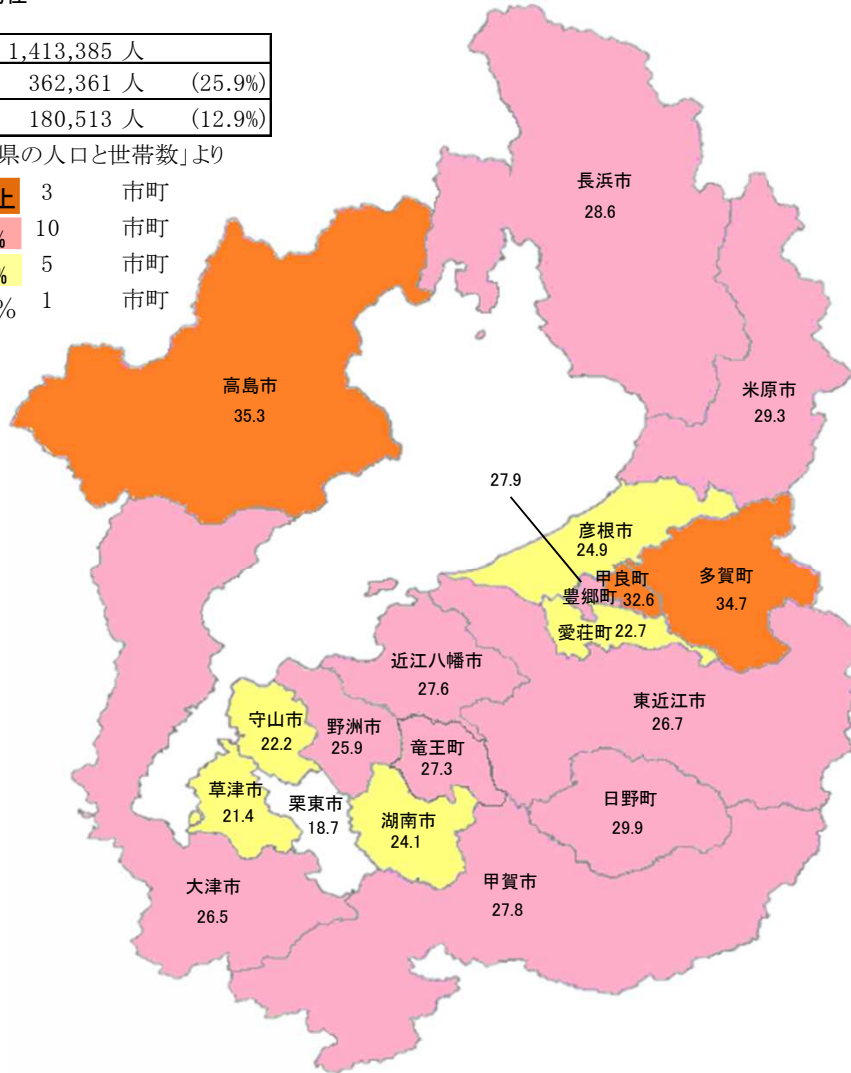 1,413,385 人
362,361 人 (25.9%)
180,513 人 (12.9%)
県の人口と世帯数」より
上 3 市町
% 10 市町
% 5 市町
% 1 市町
長浜市
28.6
高島市
35.3
米原市
29.3
27.9
彦根市
24.9
甲良町
32.6
多賀町
34.7
豊郷町
愛荘町 22.7
近江八幡市
27.6
東近江市
26.7
守山市
22.2
野洲市
25.9
竜王町
27.3
草津市
21.4
栗東市
18.7
湖南市
24.1
日野町
29.9
大津市
26.5
甲賀市
27.8